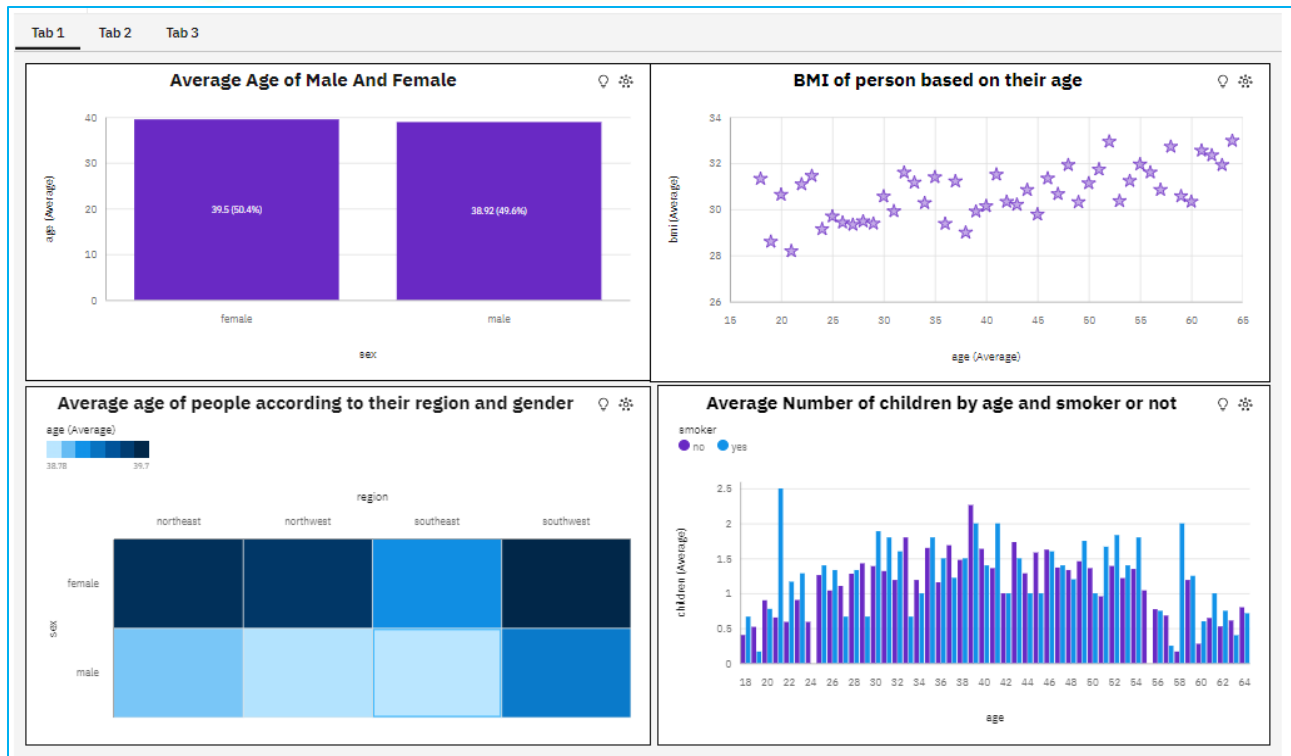 Tab 1 Tab 2 Tab 3
Average Age of Male And Female
age (Average)
40
30
20
10
0
39.5 (50.4%)
38.92 (49.6%)
female male
sex
BMI of person based on their age
bmi (Average)
34
32
30
28
26
15 20 25 30 35 40 45 50 55 60 65
age (Average)
Average age of people according to their region and gender
age (Average)
38.78 39.7
region
northeast northwest southeast southwest
sex
female
male
Average Number of children by age and smoker or not
smoker
no yes
children (Average)
2.5
2
1.5
1
0.5
0
18 20 22 24 26 28 30 32 34 36 38 40 42 44 46 48 50 52 54 56 58 60 62 64
age